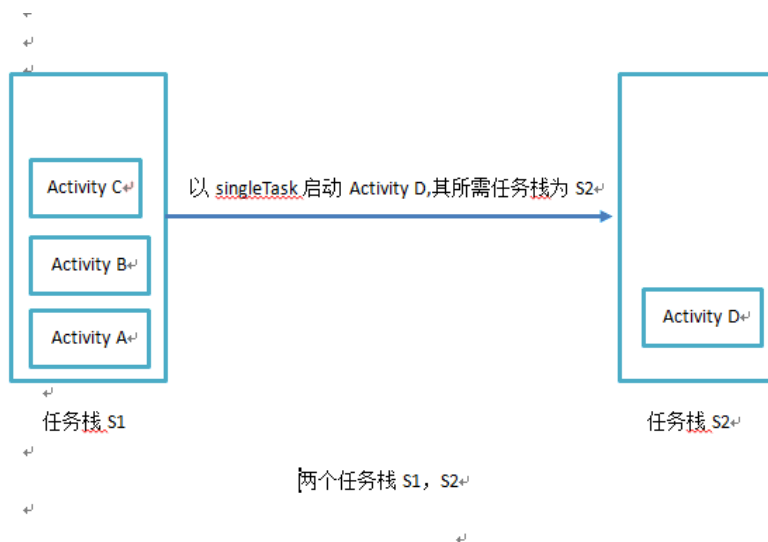 Activity C
以 singleTask 启动 Activity D,其所需任务栈为 S2
Activity B
Activity D
Activity A
任务栈 S1
任务栈 S2
两个任务栈 S1，S2